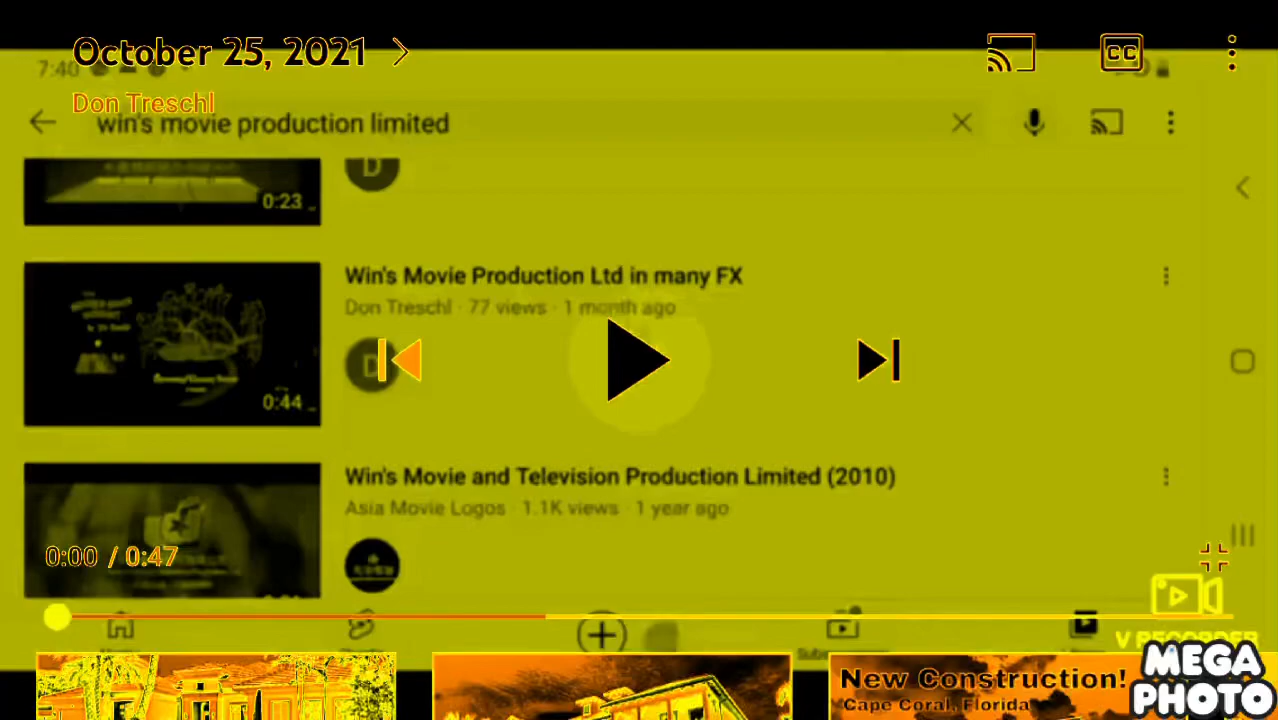 October 25, 2021
7:40
Don Treschl
win's movie production limited
D
0:23
Win's Movie Production Ltd in many FX
Don Treschl · 77 views · 1 month ago
D
0:44
Win's Movie and Television Production Limited (2010)
Asia Movie Logos · 1.1K views · 1 year ago
0:00 / 0:47
CC
V RECORDER
New Construction!
Cape Coral, Florida
MEGA
PHOTO